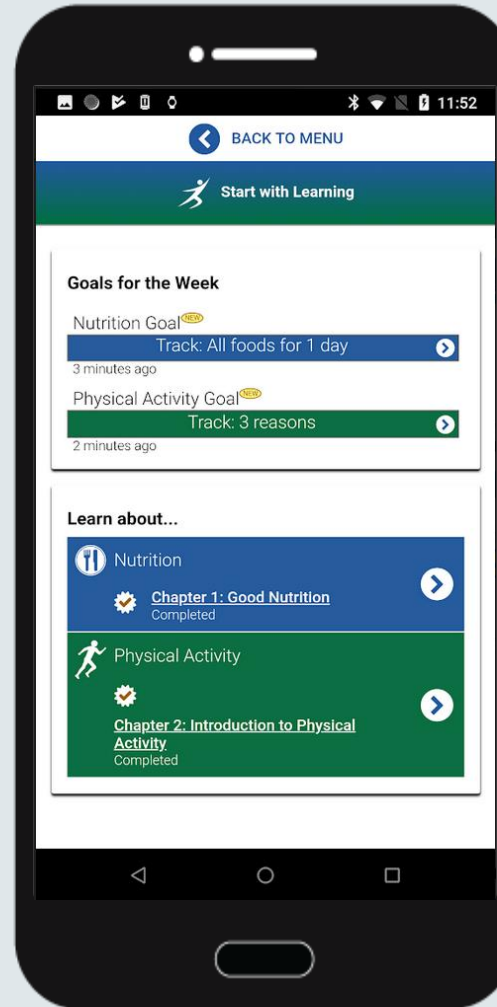 11:52
BACK TO MENU
Start with Learning
Goals for the Week
Nutrition Goal NEW
Track: All foods for 1 day
3 minutes ago
Physical Activity Goal NEW
Track: 3 reasons
2 minutes ago
Learn about...
Nutrition
Chapter 1: Good Nutrition
Completed
Physical Activity
Chapter 2: Introduction to Physical
Activity
Completed